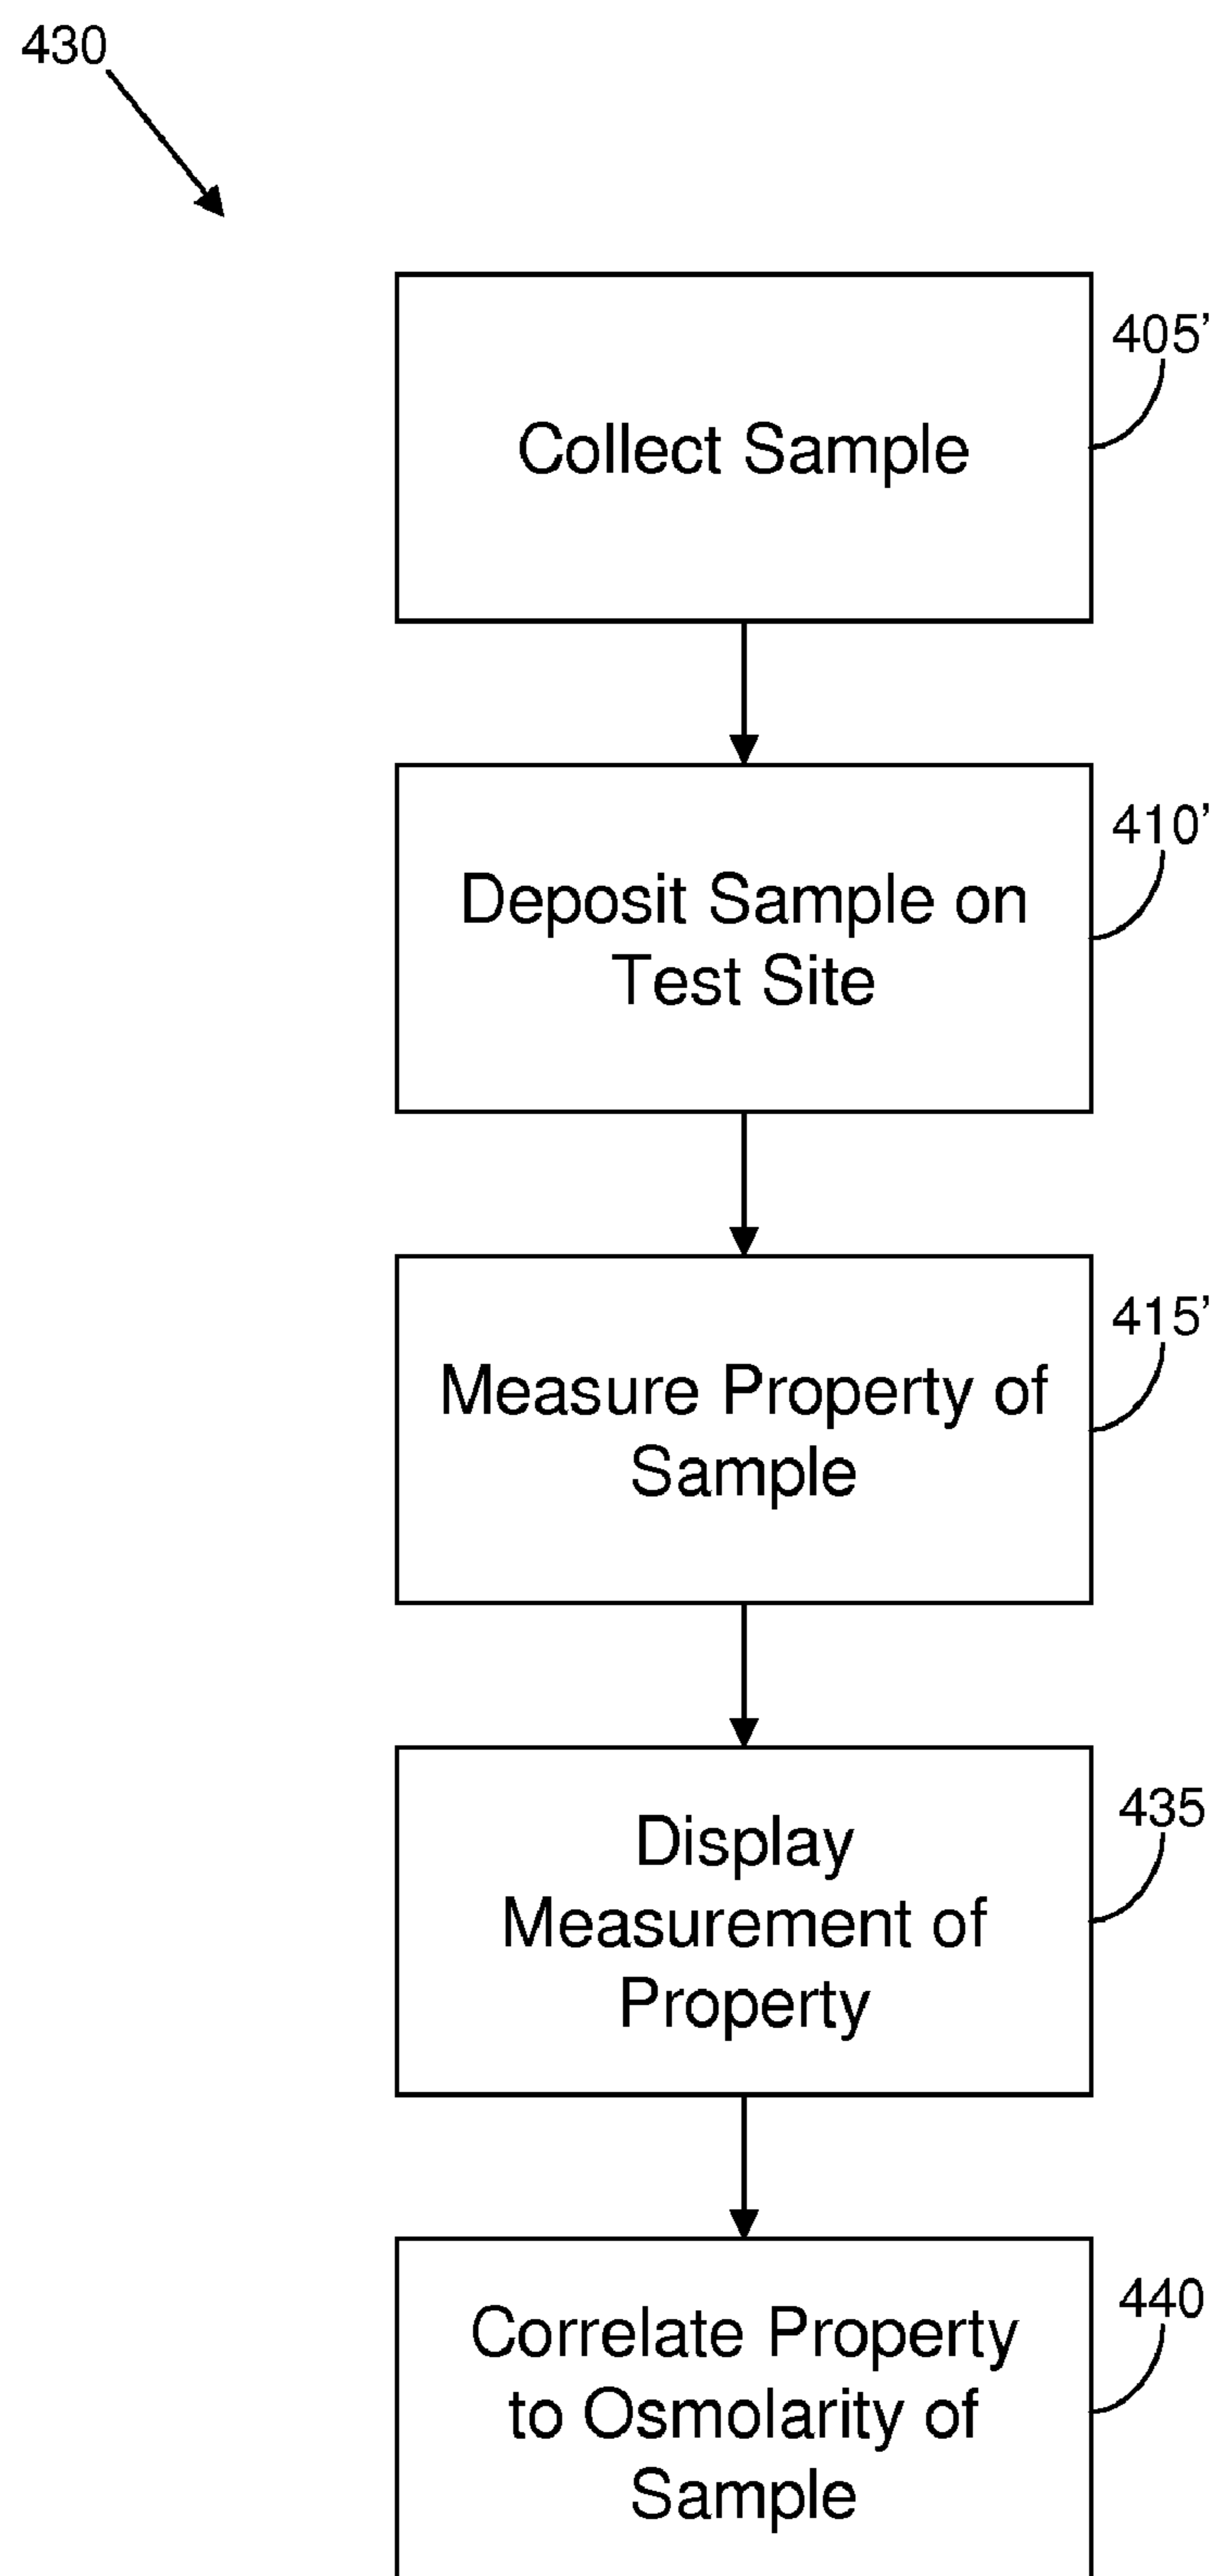 430
405’
Collect Sample
410’
Deposit Sample on
Test Site
415’
Measure Property of
Sample
435
Display
Measurement of
Property
440
Correlate Property
to Osmolarity of
Sample